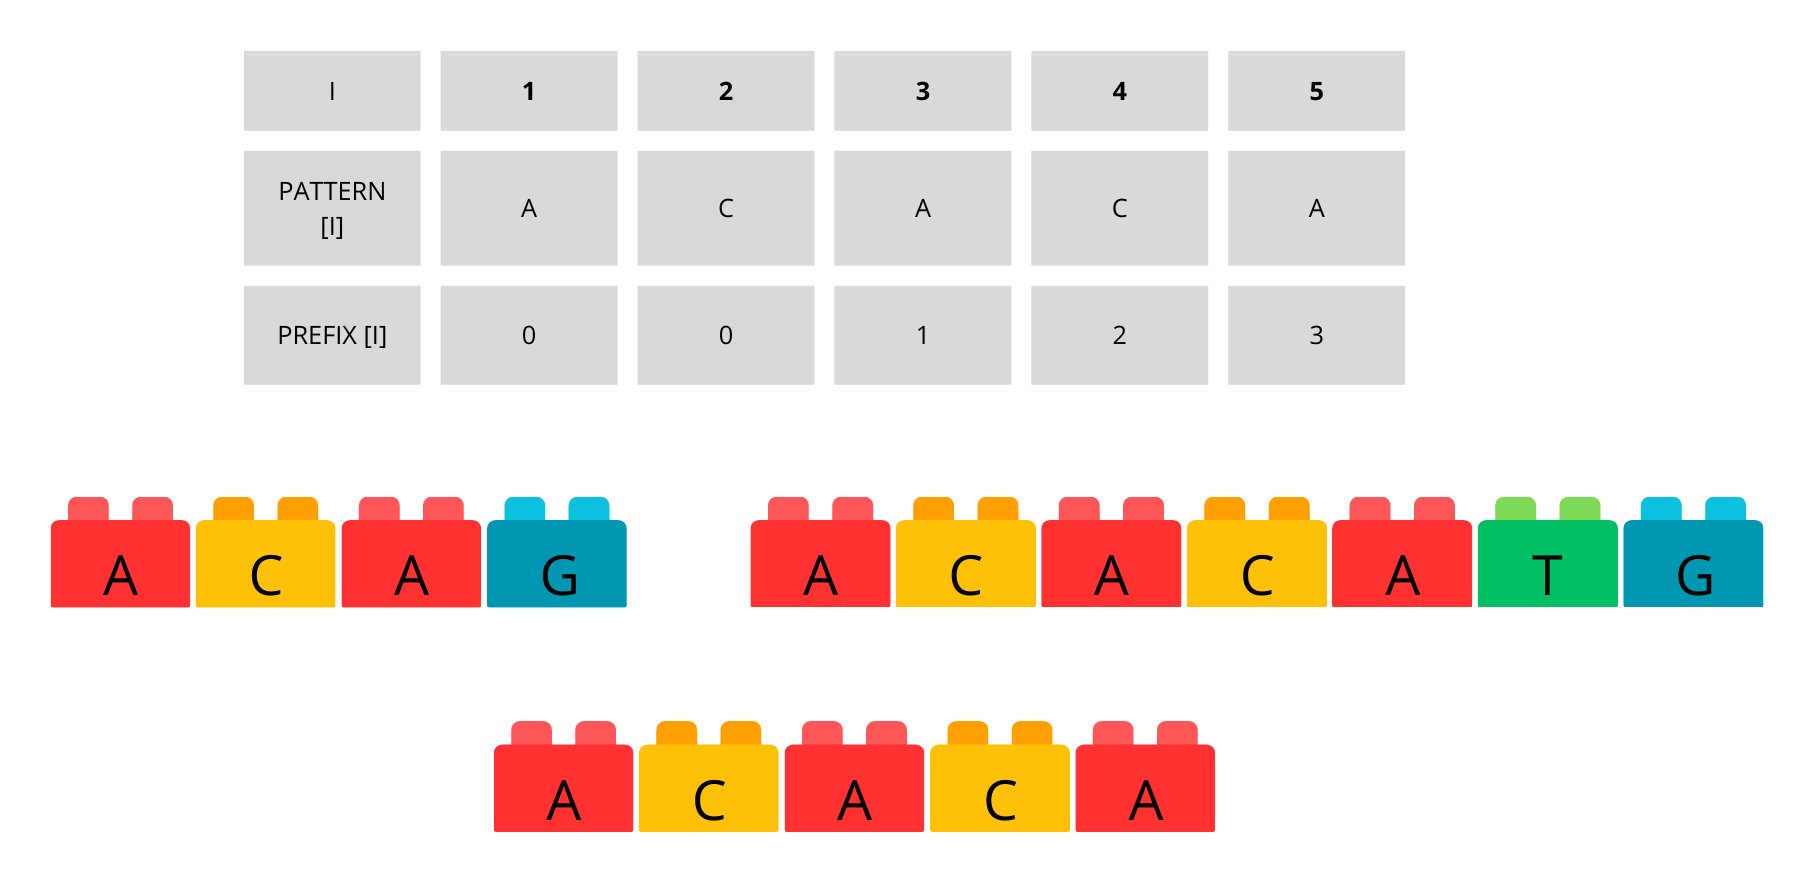 I 1 2 3 4 5
PATTERN
[I] A C A C A
PREFIX [I] 0 0 1 2 3
A C A G A C A C A T G
A C A C A